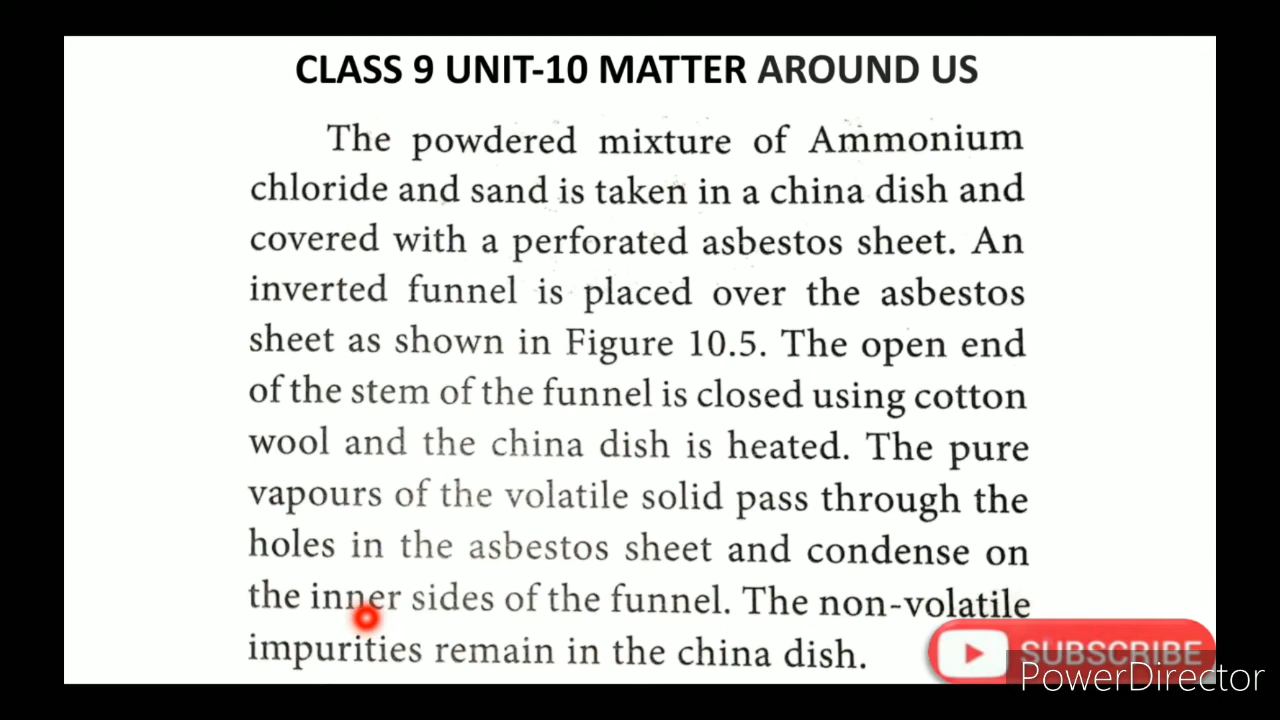 CLASS 9 UNIT-10 MATTER AROUND US
The powdered mixture of Ammonium
chloride and sand is taken in a china dish and
covered with a perforated asbestos sheet. An
inverted funnel is placed over the asbestos
sheet as shown in Figure 10.5. The open end
of the stem of the funnel is closed using cotton
wool and the china dish is heated. The pure
vapours of the volatile solid pass through the
holes in the asbestos sheet and condense on
the inner sides of the funnel. The non-volatile
impurities remain in the china dish.
SUBSCRIBE
PowerDirector